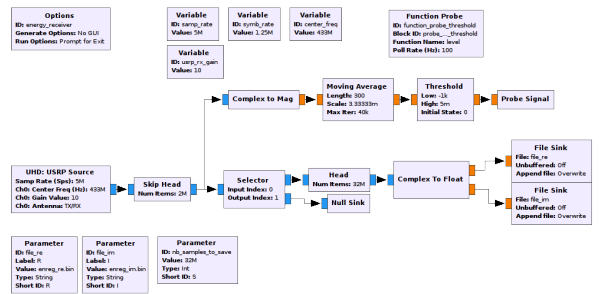 Options
ID: energy_receiver
Generate Options: No GUI
Run Options: Prompt for Exit
Variable
ID: samp_rate
Value: 5M
Variable
ID: symb_rate
Value: 1.25M
Variable
ID: center_freq
Value: 433M
Function Probe
ID: function_probe_threshold
Block ID: probe_..._threshold
Function Name: level
Poll Rate (Hz): 100
Variable
ID: usrp_rx_gain
Value: 10
Complex to Mag
Moving Average
Length: 300
Scale: 3.33333m
Max Iter: 40k
Threshold
Low: -1k
High: 5m
Initial State: 0
Probe Signal
UHD: USRP Source
Samp Rate (Sps): 5M
Ch0: Center Freq (Hz): 433M
Ch0: Gain Value: 10
Ch0: Antenna: TX/RX
Skip Head
Num Items: 2M
Selector
Input Index: 0
Output Index: 1
Head
Num Items: 32M
Null Sink
Complex To Float
File Sink
File: file_re
Unbuffered: Off
Append file: Overwrite
File Sink
File: file_im
Unbuffered: Off
Append file: Overwrite
Parameter
ID: file_re
Label: R
Value: enreg_re.bin
Type: String
Short ID: R
Parameter
ID: file_im
Label: I
Value: enreg_im.bin
Type: String
Short ID: I
Parameter
ID: nb_samples_to_save
Value: 32M
Type: Int
Short ID: S